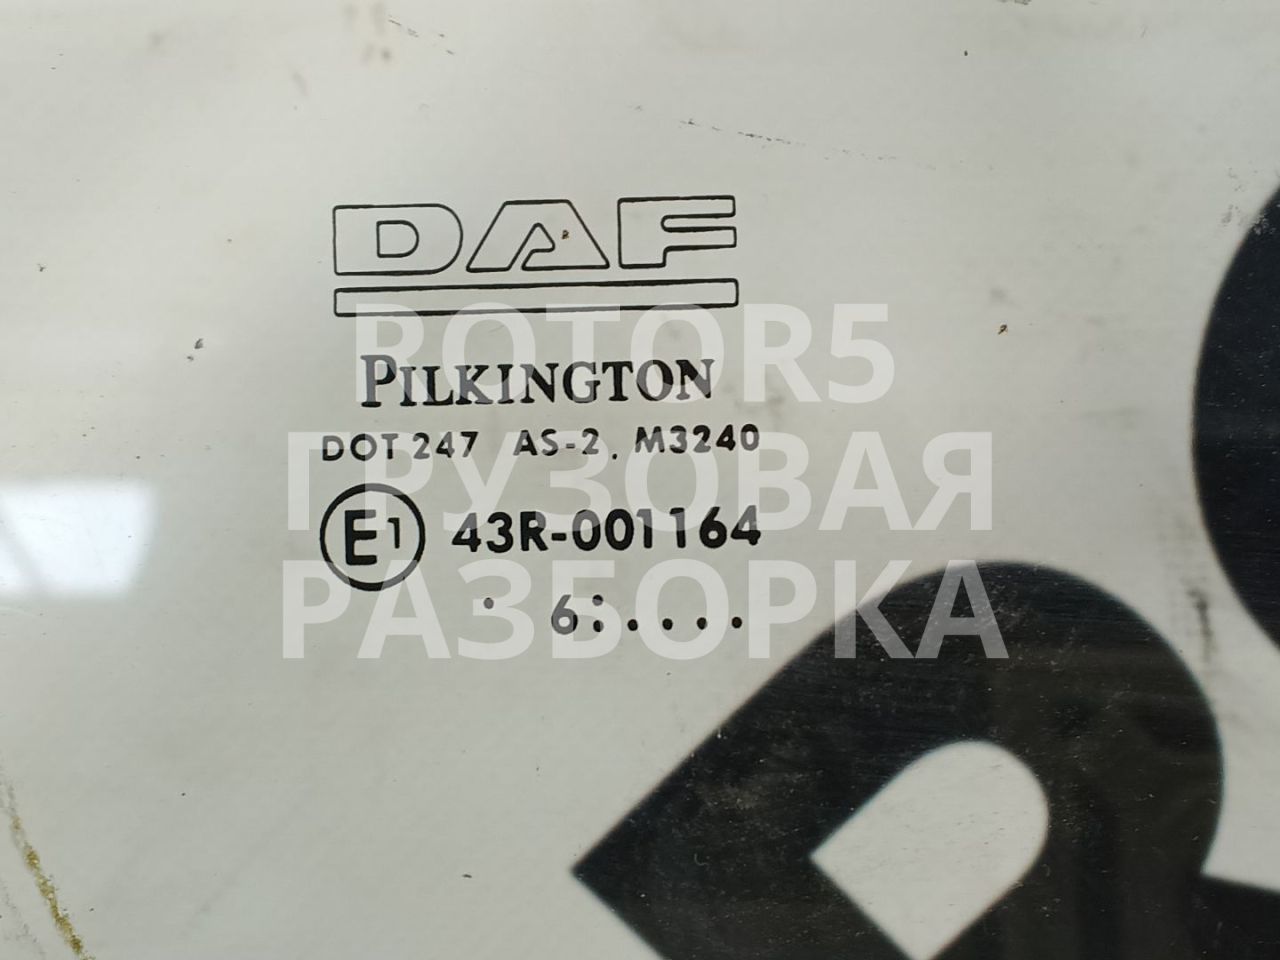 DAF
ROTOR5
PILKINGTON
DOT 247 AS-2. M3240
ГРУЗОВАЯ
E1 43R-001164
РАЗБОРКА
. 6:....